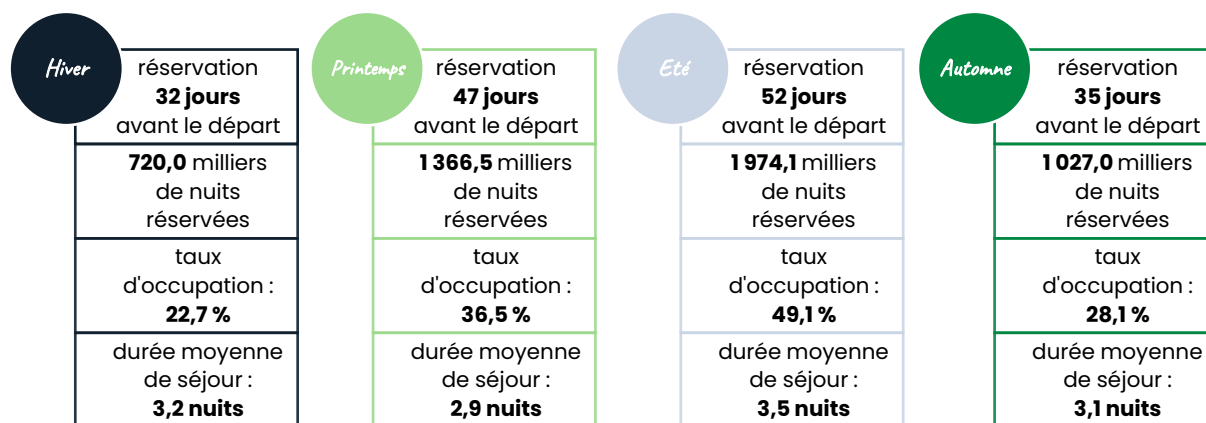 Hiver
réservation
32 jours
avant le départ
720,0 milliers
de nuits
réservées
taux
d'occupation :
22,7 %
durée moyenne
de séjour :
3,2 nuits
Printemps
réservation
47 jours
avant le départ
1 366,5 milliers
de nuits
réservées
taux
d'occupation :
36,5 %
durée moyenne
de séjour :
2,9 nuits
Eté
réservation
52 jours
avant le départ
1 974,1 milliers
de nuits
réservées
taux
d'occupation :
49,1 %
durée moyenne
de séjour :
3,5 nuits
Automne
réservation
35 jours
avant le départ
1 027,0 milliers
de nuits
réservées
taux
d'occupation :
28,1 %
durée moyenne
de séjour :
3,1 nuits